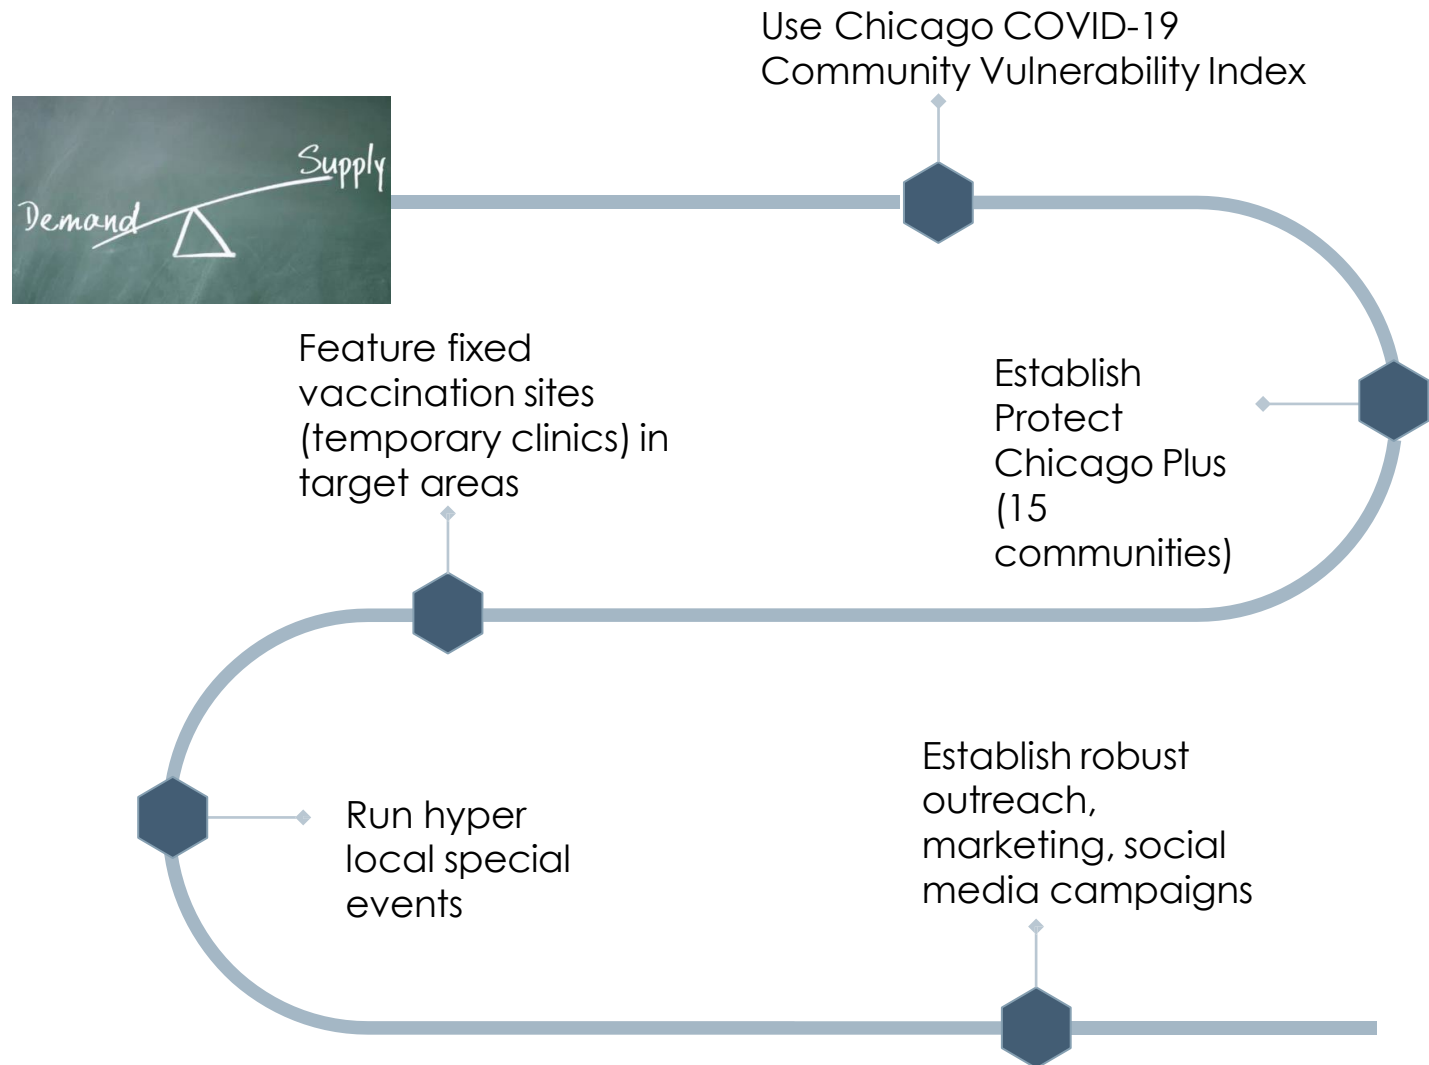 Use Chicago COVID-19
Community Vulnerability Index
Supply
Demand
Establish
Protect
Chicago Plus
(15
communities)
Feature fixed
vaccination sites
(temporary clinics) in
target areas
Run hyper
local special
events
Establish robust
outreach,
marketing, social
media campaigns